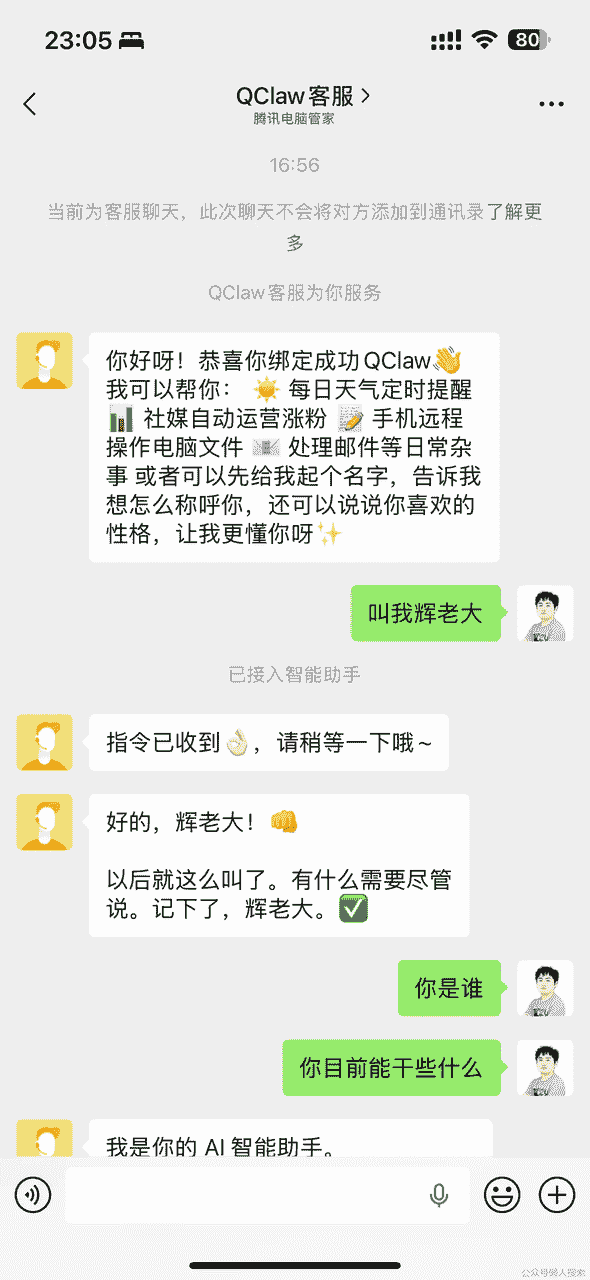 23:05
80
QClaw客服
腾讯电脑管家
16:56
当前为客服聊天，此次聊天不会将对方添加到通讯录了解更
多
QClaw客服为你服务
你好呀！恭喜你绑定成功QClaw👋
我可以帮你： ☀️ 每日天气定时提醒
📊 社媒自动运营涨粉 📝 手机远程
操作电脑文件 📧 处理邮件等日常杂
事 或者可以先给我起个名字，告诉我
想怎么称呼你，还可以说说你喜欢的
性格，让我更懂你呀✨
叫我辉老大
已接入智能助手
指令已收到👌，请稍等一下哦~
好的，辉老大！👊
以后就这么叫了。有什么需要尽管
说。记下了，辉老大。✅
你是谁
你目前能干些什么
我是你的 AI 智能助手。
公众号懒人搜索